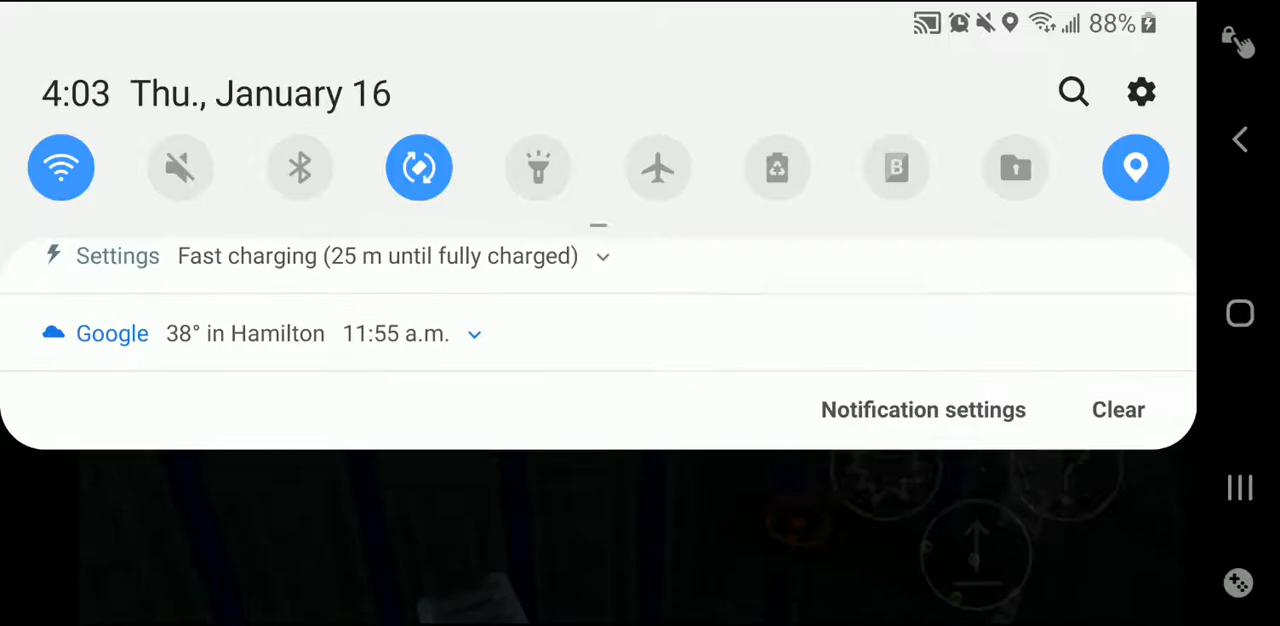 88%
4:03 Thu., January 16
B
Settings Fast charging (25 m until fully charged)
Google 38° in Hamilton 11:55 a.m.
Notification settings Clear